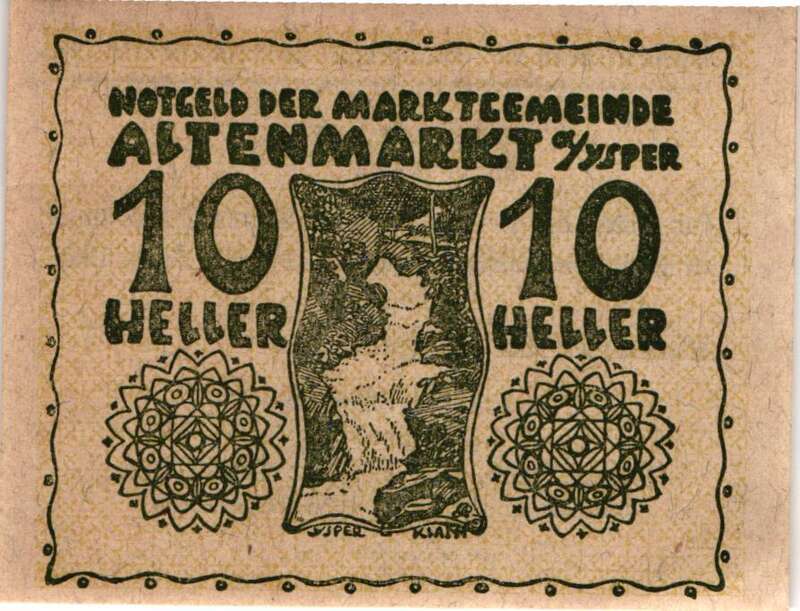 NOTGELD DER MARKTGEMEINDE
ALTENMARKT a/YSPER
10 10
HELLER HELLER
YSPER KLAMM